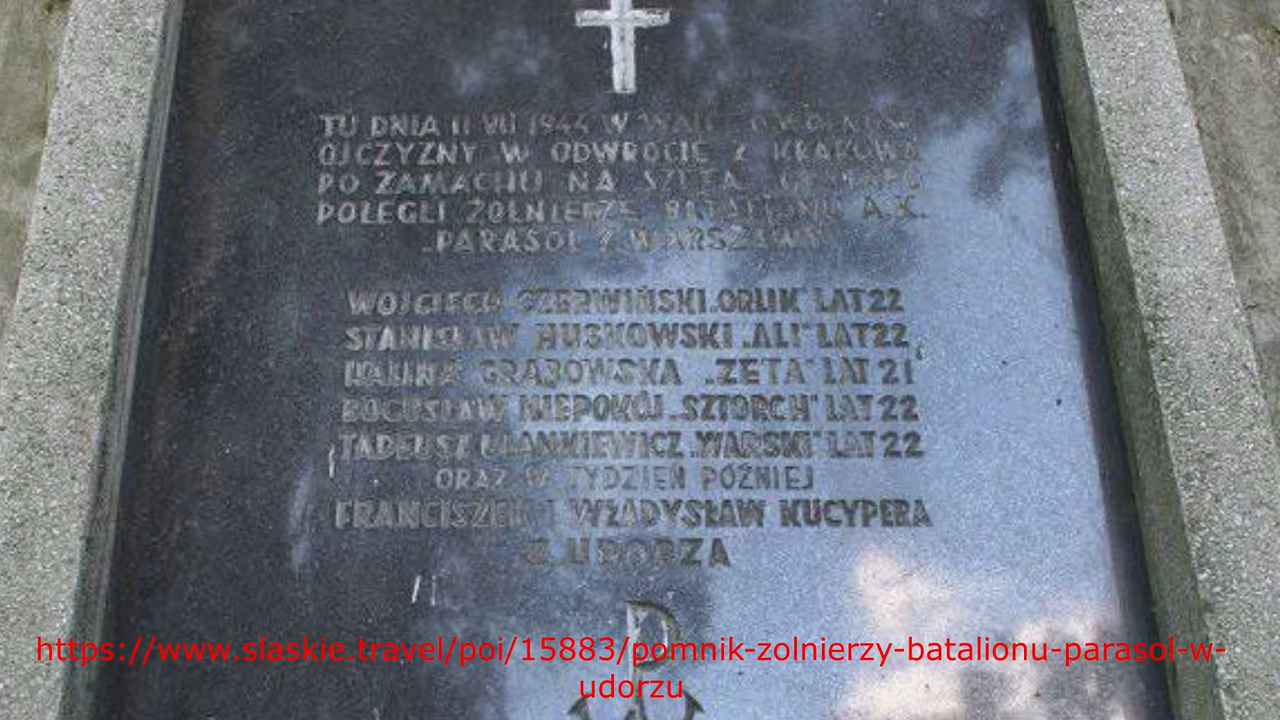 TU DNIA 11 VII 1944 W WALCE O WOLNOŚĆ
OJCZYZNY W ODWROCIE Z KRAKOWA
PO ZAMACHU NA SZEFA
POLEGLI ŻOŁNIERZE BATALIONU A.K.
„PARASOL Z WARSZAWY"
WOJCIECH CZERWIŃSKI „ORLIK" LAT 22
STANISŁAW HUSKOWSKI „ALI" LAT 22
HALINA GRABOWSKA „ZETA" LAT 21
BOGUSŁAW NIEPOKÓJ „SZTORCH" LAT 22
TADEUSZ ULANKIEWICZ „WARSKI" LAT 22
ORAZ W TYDZIEŃ PÓŹNIEJ
FRANCISZEK I WŁADYSŁAW KUCYPERA
Z UDORZA
https://www.slaskie.travel/poi/15883/pomnik-zolnierzy-batalionu-parasol-w-
udorzu